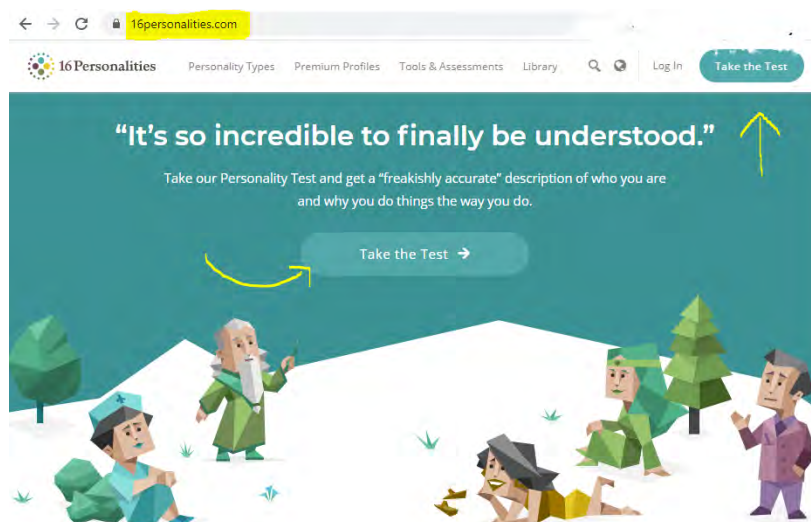 16personalities.com
16Personalities Personality Types Premium Profiles Tools & Assessments Library Log In Take the Test
“It’s so incredible to finally be understood.”
Take our Personality Test and get a “freakishly accurate” description of who you are
and why you do things the way you do.
Take the Test →